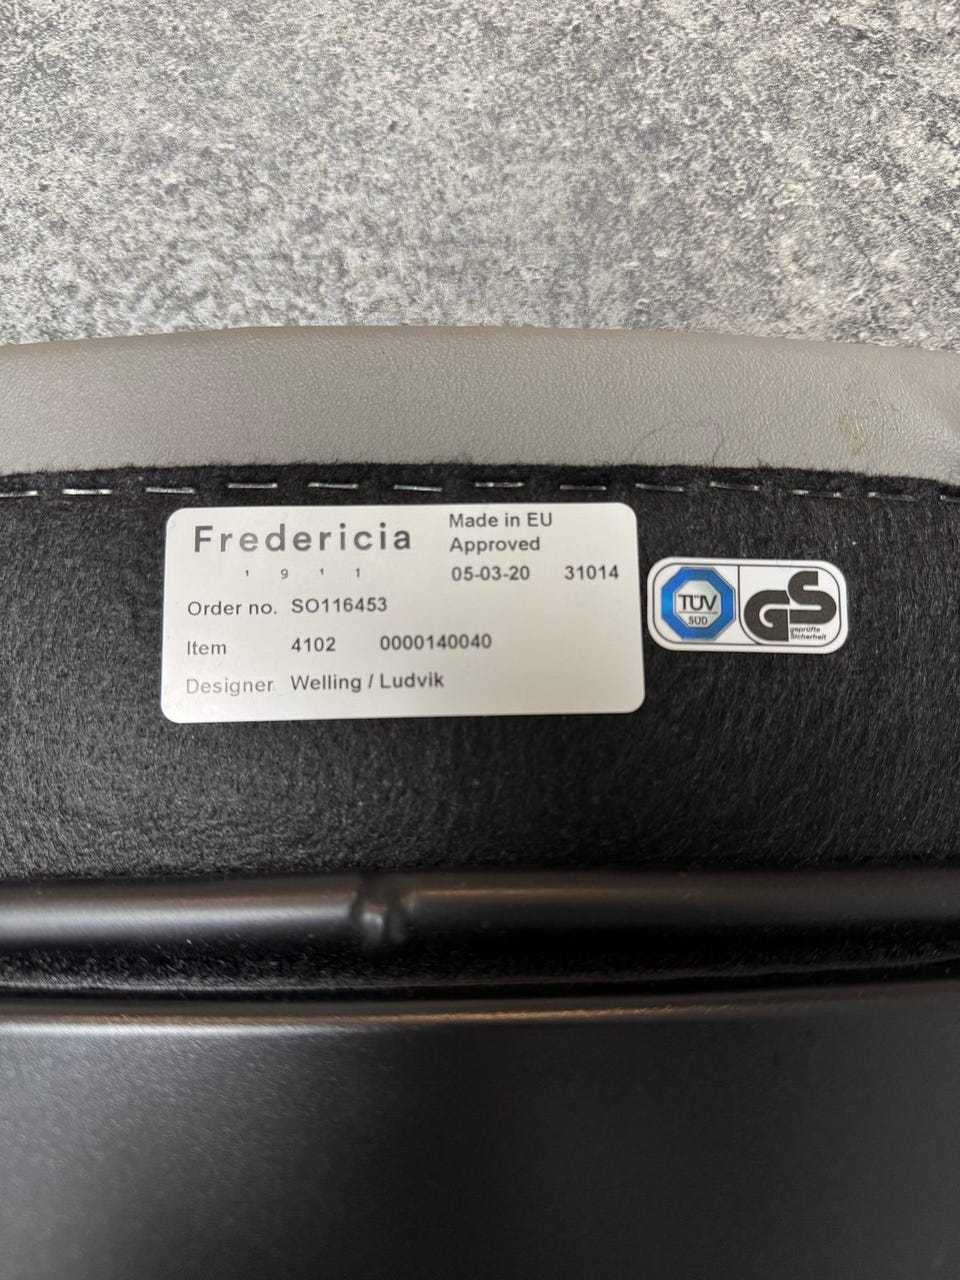 Fredericia
1 9 1 1
Made in EU
Approved
05-03-20 31014
Order no. SO116453
Item 4102 0000140040
Designer Welling / Ludvik
TÜV
SÜD
GS
geprüfte
Sicherheit